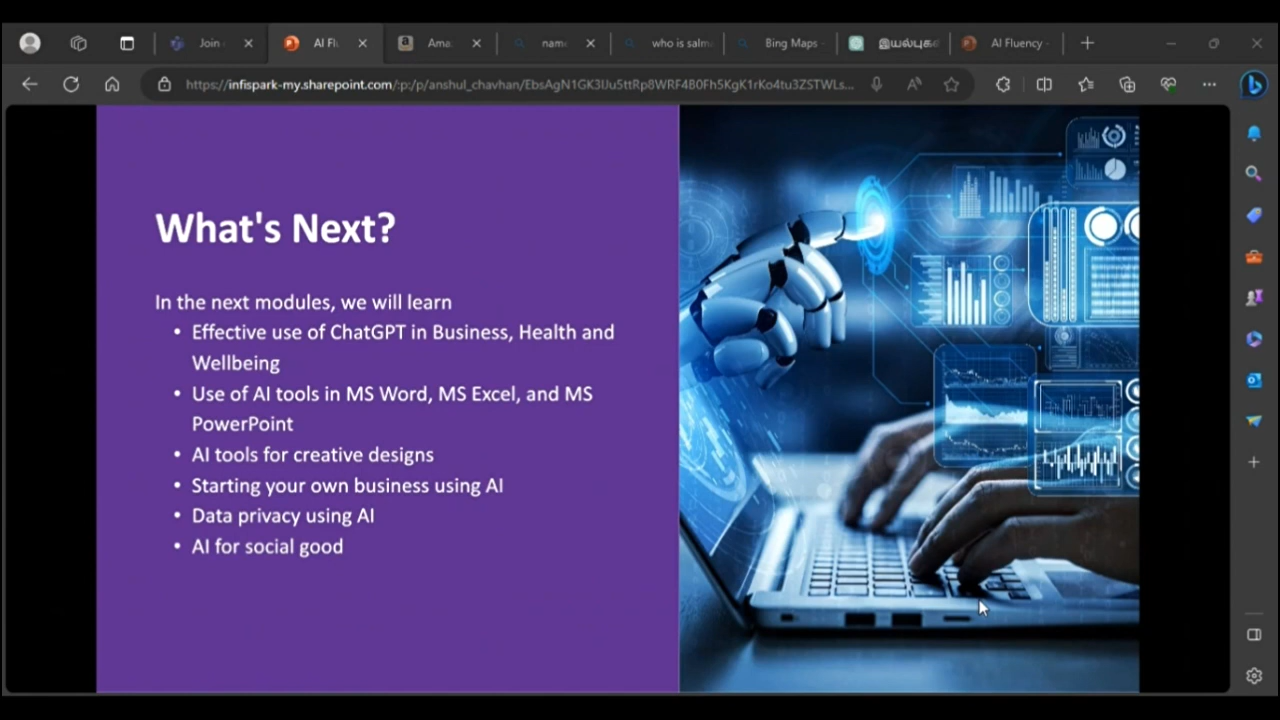 Join
AI Fl
Ama
name
who is salm
Bing Maps -
இயல்புக
AI Fluency -
https://infispark-my.sharepoint.com/:p:/p/anshul_chavhan/EbsAgN1GK3lJu5ttRp8WRF4B0Fh5KgK1rKo4tu3ZSTWLs...
What's Next?
In the next modules, we will learn
• Effective use of ChatGPT in Business, Health and
Wellbeing
• Use of AI tools in MS Word, MS Excel, and MS
PowerPoint
• AI tools for creative designs
• Starting your own business using AI
• Data privacy using AI
• AI for social good